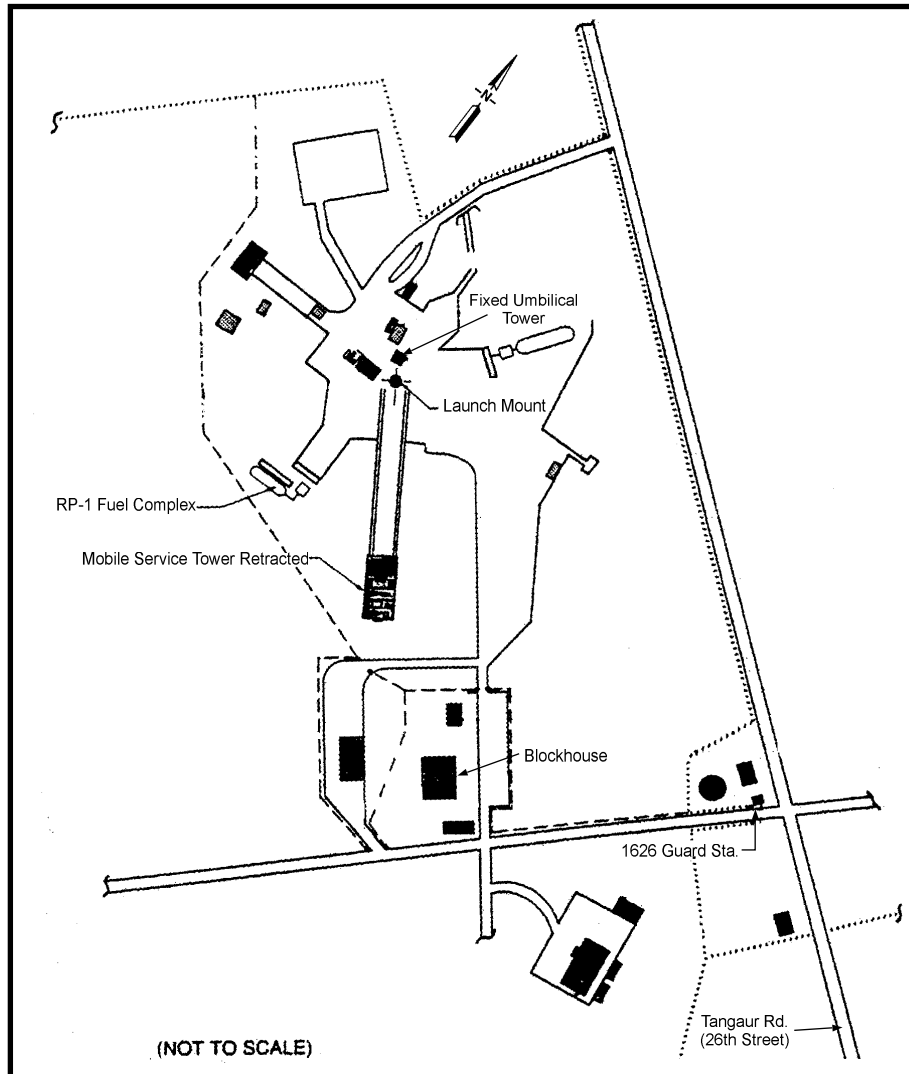 N
Fixed Umbilical
Tower
Launch Mount
RP-1 Fuel Complex
Mobile Service Tower Retracted
Blockhouse
1626 Guard Sta.
Tangaur Rd.
(26th Street)
(NOT TO SCALE)